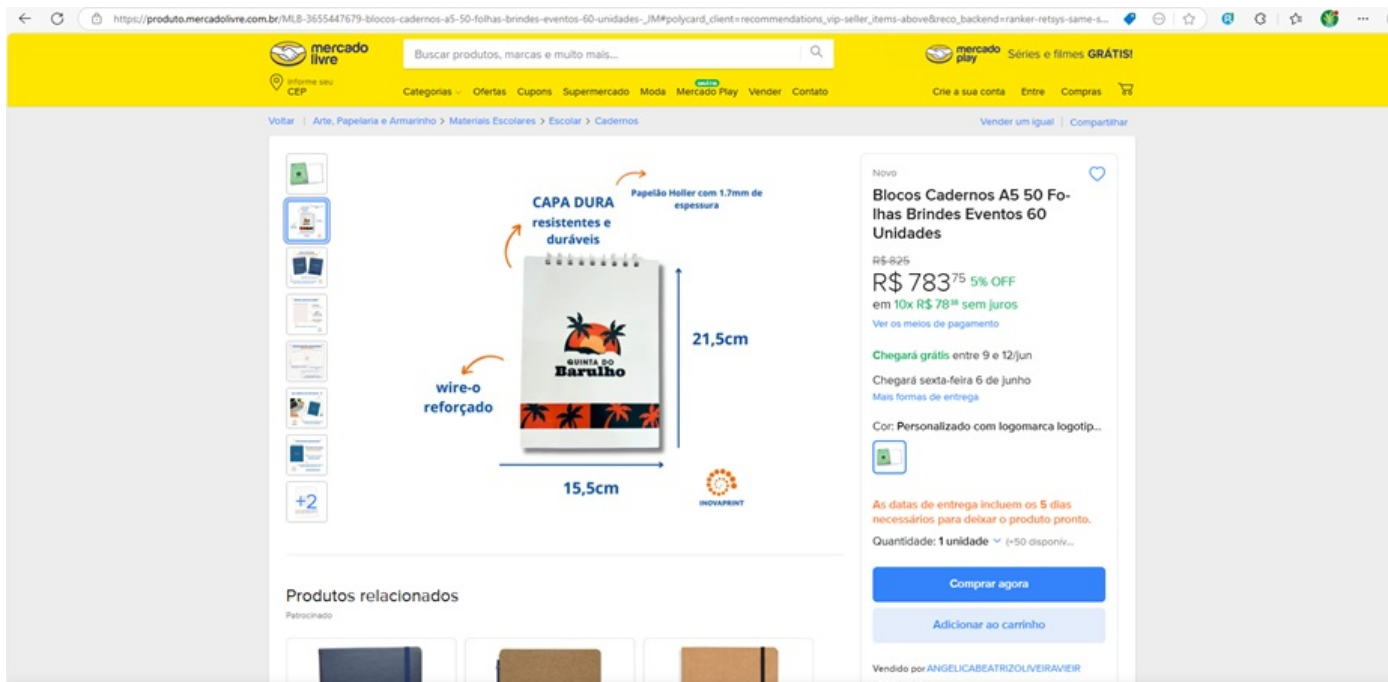 https://produto.mercadolivre.com.br/MLB-3655447679-blocos-cadernos-a5-50-folhas-brindes-eventos-60-unidades-_JM#polycard_client=recommendations_vip-seller_items-above&reco_backend=ranker-retsys-same-s...
mercado livre
Buscar produtos, marcas e muito mais...
mercado play Séries e filmes GRÁTIS!
Informe seu
CEP
Categorias Ofertas Cupons Supermercado Moda Mercado Play Vender Contato
GRÁTIS
Crie a sua conta Entre Compras
Voltar | Arte, Papelaria e Armarinho > Materiais Escolares > Escolar > Cadernos
Vender um igual | Compartilhar
+2
CAPA DURA
resistentes e
duráveis
Papelão Holler com 1.7mm de
espessura
QUINTA DO
Barulho
21,5cm
wire-o
reforçado
15,5cm
INOVAPRINT
Novo
Blocos Cadernos A5 50 Fo-
lhas Brindes Eventos 60
Unidades
R$ 825
R$ 783 75 5% OFF
em 10x R$ 78 38 sem juros
Ver os meios de pagamento
Chegará grátis entre 9 e 12/jun
Chegará sexta-feira 6 de junho
Mais formas de entrega
Cor: Personalizado com logomarca logotip...
As datas de entrega incluem os 5 dias
necessários para deixar o produto pronto.
Quantidade: 1 unidade (+50 disponív...
Comprar agora
Adicionar ao carrinho
Vendido por ANGELICABEATRIZOLIVEIRAVIEIR
Produtos relacionados
Patrocinado